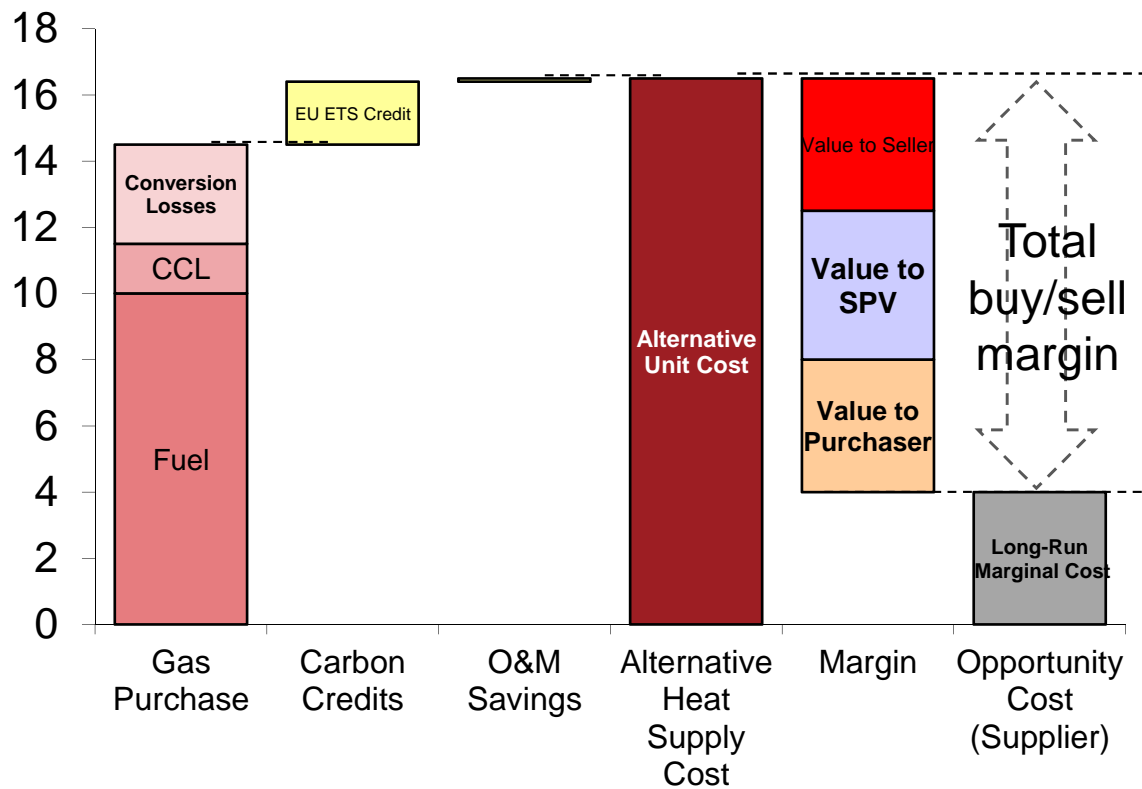 18
16
14
12
10
8
6
4
2
0
Conversion
Losses
CCL
Fuel
EU ETS Credit
Alternative
Unit Cost
Value to Seller
Value to
SPV
Value to
Purchaser
Total
buy/sell
margin
Long-Run
Marginal Cost
Gas
Purchase
Carbon
Credits
O&M
Savings
Alternative
Heat
Supply
Cost
Margin
Opportunity
Cost
(Supplier)